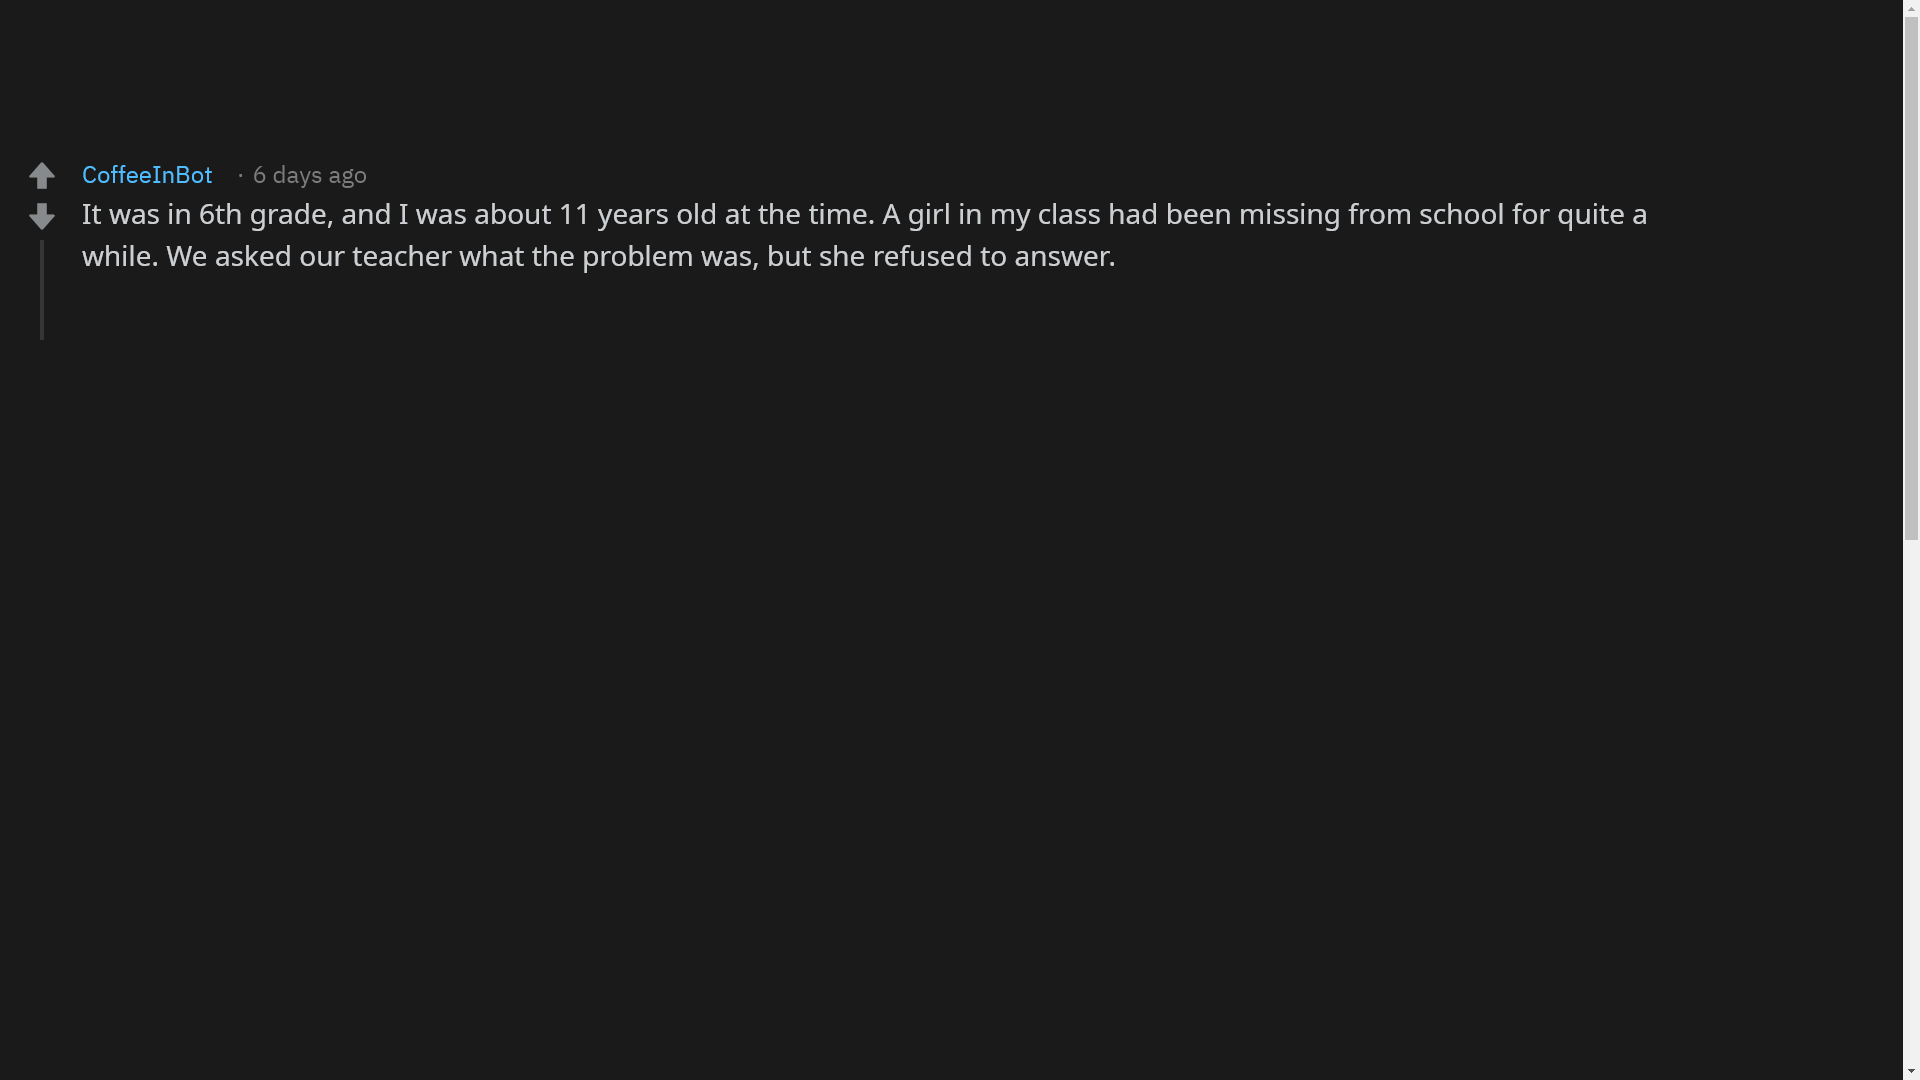 CoffeeInBot · 6 days ago
It was in 6th grade, and I was about 11 years old at the time. A girl in my class had been missing from school for quite a
while. We asked our teacher what the problem was, but she refused to answer.